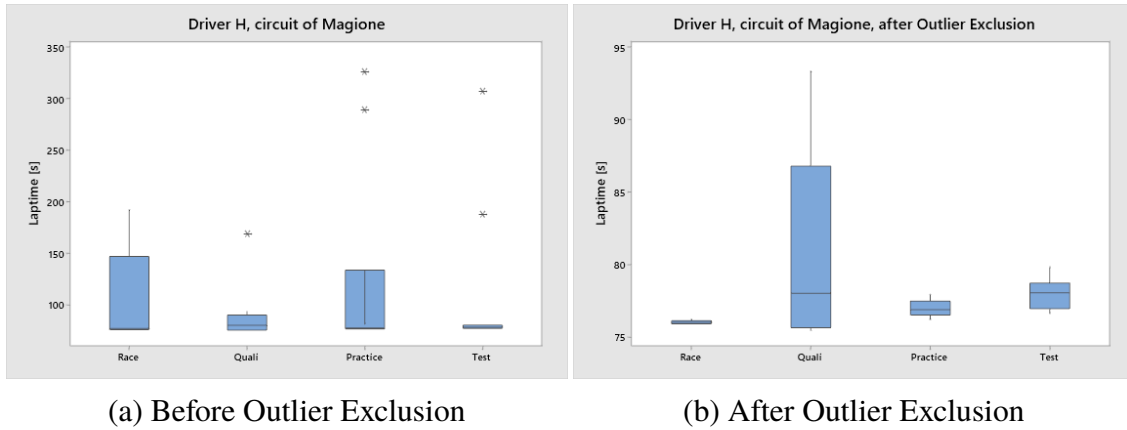 Driver H, circuit of Magione
350
300
250
200
150
100
Laptime [s]
Race Quali Practice Test
(a) Before Outlier Exclusion
Driver H, circuit of Magione, after Outlier Exclusion
95
90
85
80
75
Laptime [s]
Race Quali Practice Test
(b) After Outlier Exclusion